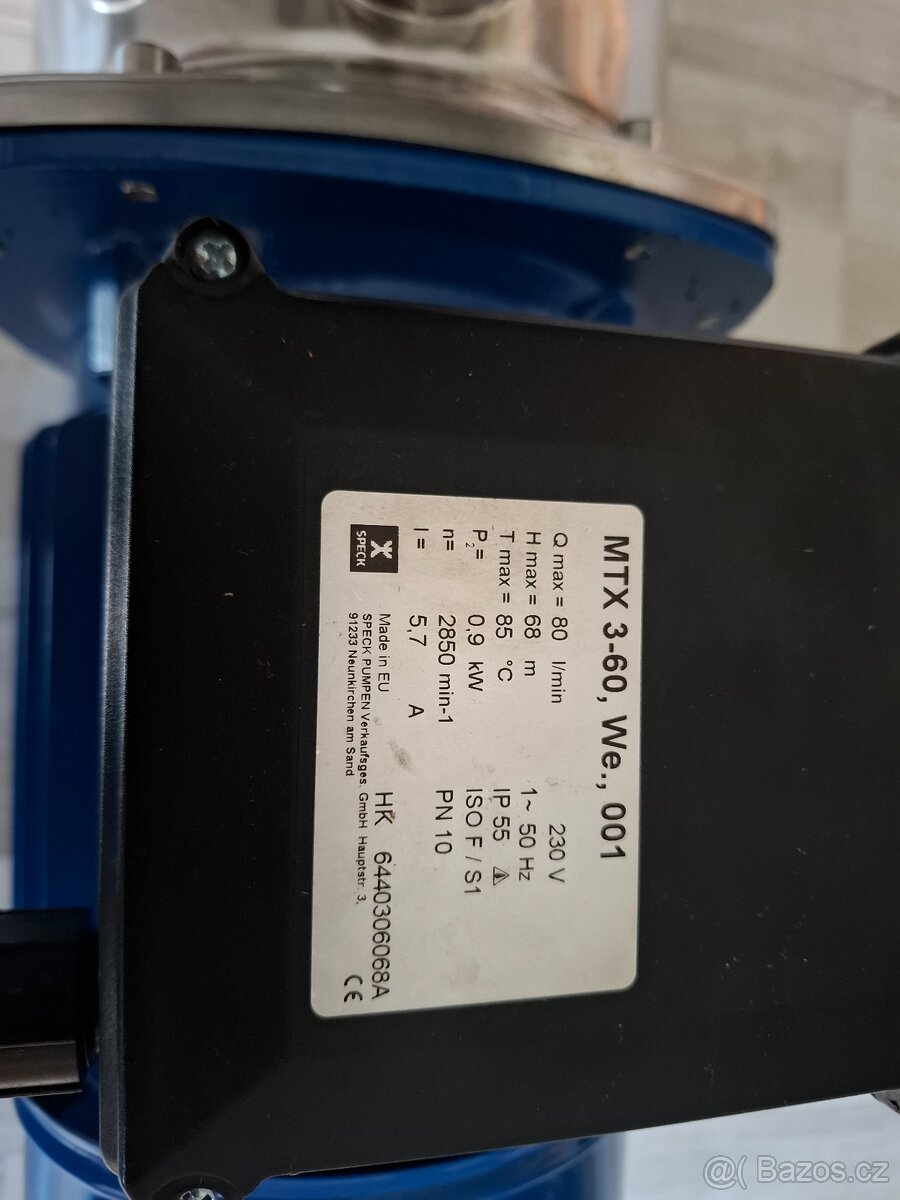 MTX 3-60, We., 001
Q max = 80 l/min 230 V
H max = 68 m 1~ 50 Hz
T max = 85 °C IP 55
P₂ = 0,9 kW ISO F / S1
n= 2850 min-1 PN 10
I = 5,7 A
SPECK
Made in EU HK 6440306068A
SPECK PUMPEN Verkaufsges. GmbH Hauptstr. 3,
91233 Neunkirchen am Sand CE
@( Bazos.cz